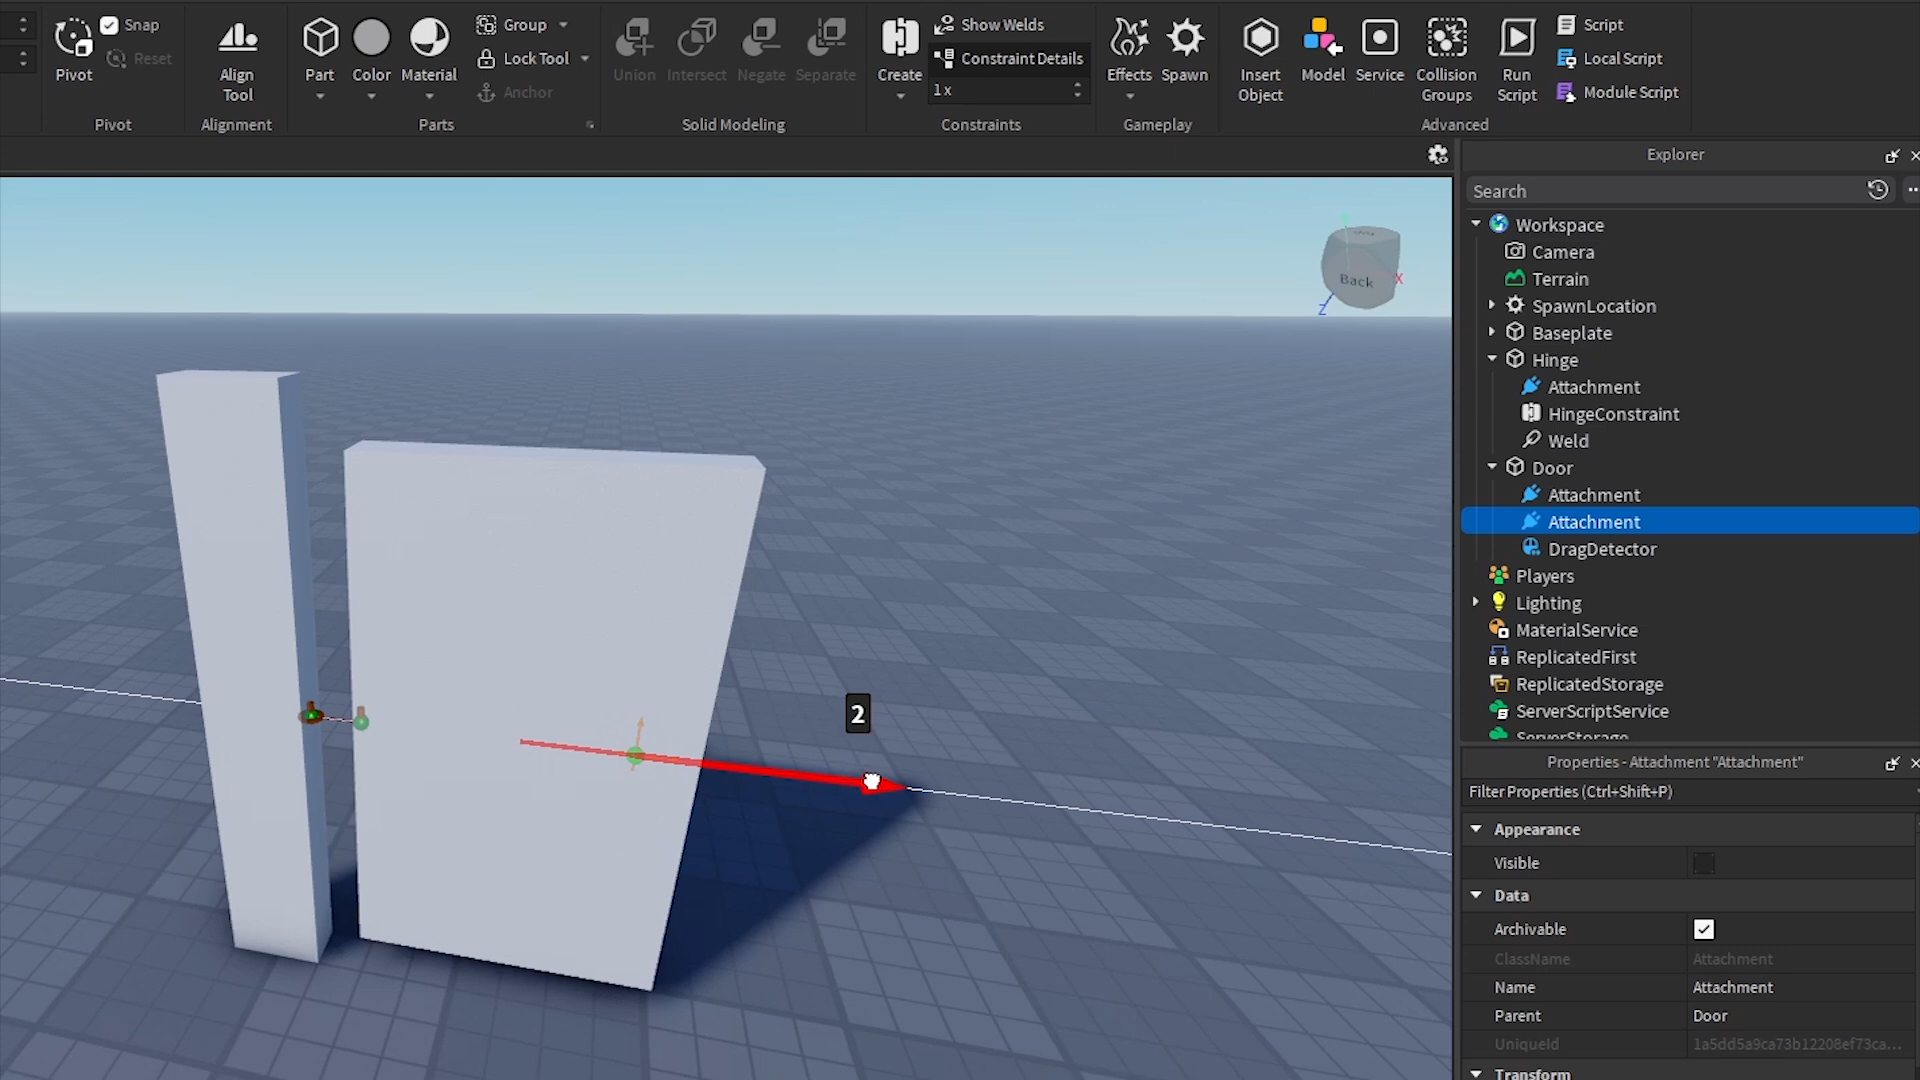 Pivot
Snap
Reset
Pivot
Align
Tool
Alignment
Part
Color
Material
Group
Lock Tool
Anchor
Parts
Union
Intersect
Negate
Separate
Solid Modeling
Create
Show Welds
Constraint Details
1x
Constraints
Effects
Spawn
Gameplay
Insert
Object
Model
Service
Collision
Groups
Run
Script
Script
Local Script
Module Script
Advanced
Explorer
Search
Workspace
Camera
Terrain
SpawnLocation
Baseplate
Hinge
Attachment
HingeConstraint
Weld
Door
Attachment
Attachment
DragDetector
Players
Lighting
MaterialService
ReplicatedFirst
ReplicatedStorage
ServerScriptService
ServerStorage
Back
X
Z
2
Properties - Attachment "Attachment"
Filter Properties (Ctrl+Shift+P)
Appearance
Visible
Data
Archivable
ClassName Attachment
Name Attachment
Parent Door
UniqueId 1a5dd5a9ca73b12208ef73ca...
Transform